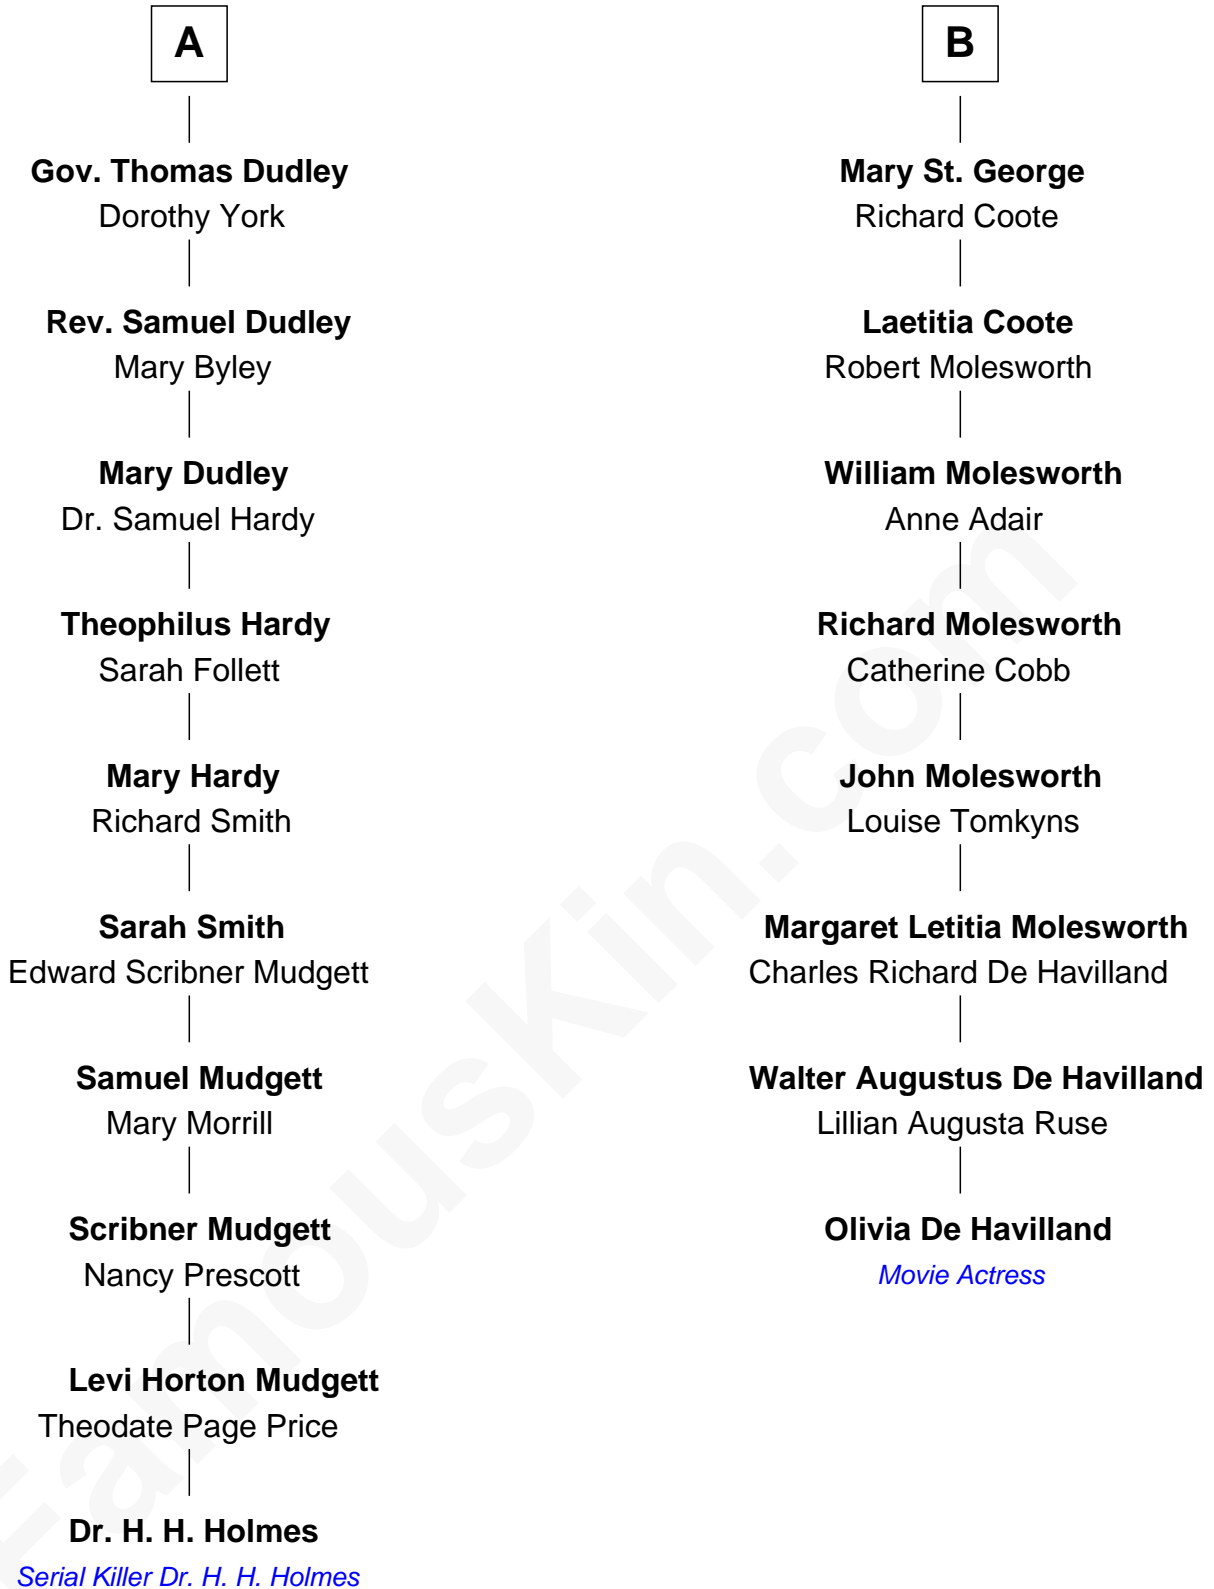 A
Gov. Thomas Dudley
Dorothy York
Rev. Samuel Dudley
Mary Byley
Mary Dudley
Dr. Samuel Hardy
Theophilus Hardy
Sarah Follett
Mary Hardy
Richard Smith
Sarah Smith
Edward Scribner Mudgett
Samuel Mudgett
Mary Morrill
Scribner Mudgett
Nancy Prescott
Levi Horton Mudgett
Theodate Page Price
Dr. H. H. Holmes
Serial Killer Dr. H. H. Holmes
B
Mary St. George
Richard Coote
Laetitia Coote
Robert Molesworth
William Molesworth
Anne Adair
Richard Molesworth
Catherine Cobb
John Molesworth
Louise Tomkyns
Margaret Letitia Molesworth
Charles Richard De Havilland
Walter Augustus De Havilland
Lillian Augusta Ruse
Olivia De Havilland
Movie Actress
FamousKin.com